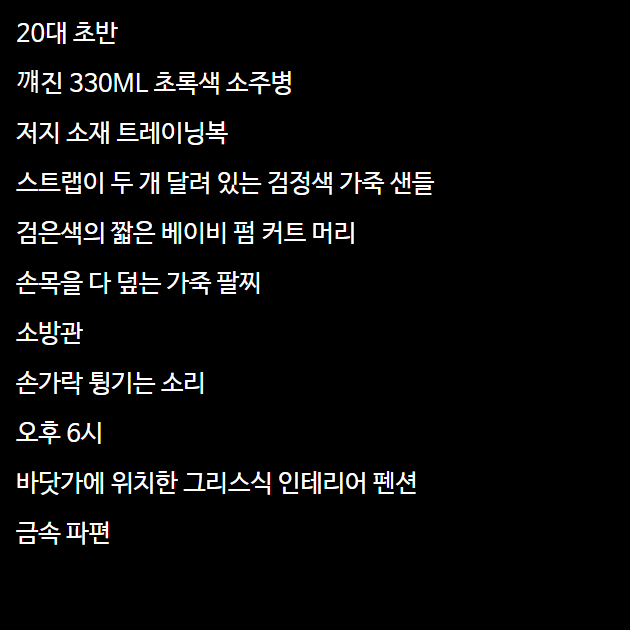 20대 초반
꺠진 330ML 초록색 소주병
저지 소재 트레이닝복
스트랩이 두 개 달려 있는 검정색 가죽 샌들
검은색의 짧은 베이비 펌 커트 머리
손목을 다 덮는 가죽 팔찌
소방관
손가락 튕기는 소리
오후 6시
바닷가에 위치한 그리스식 인테리어 펜션
금속 파편